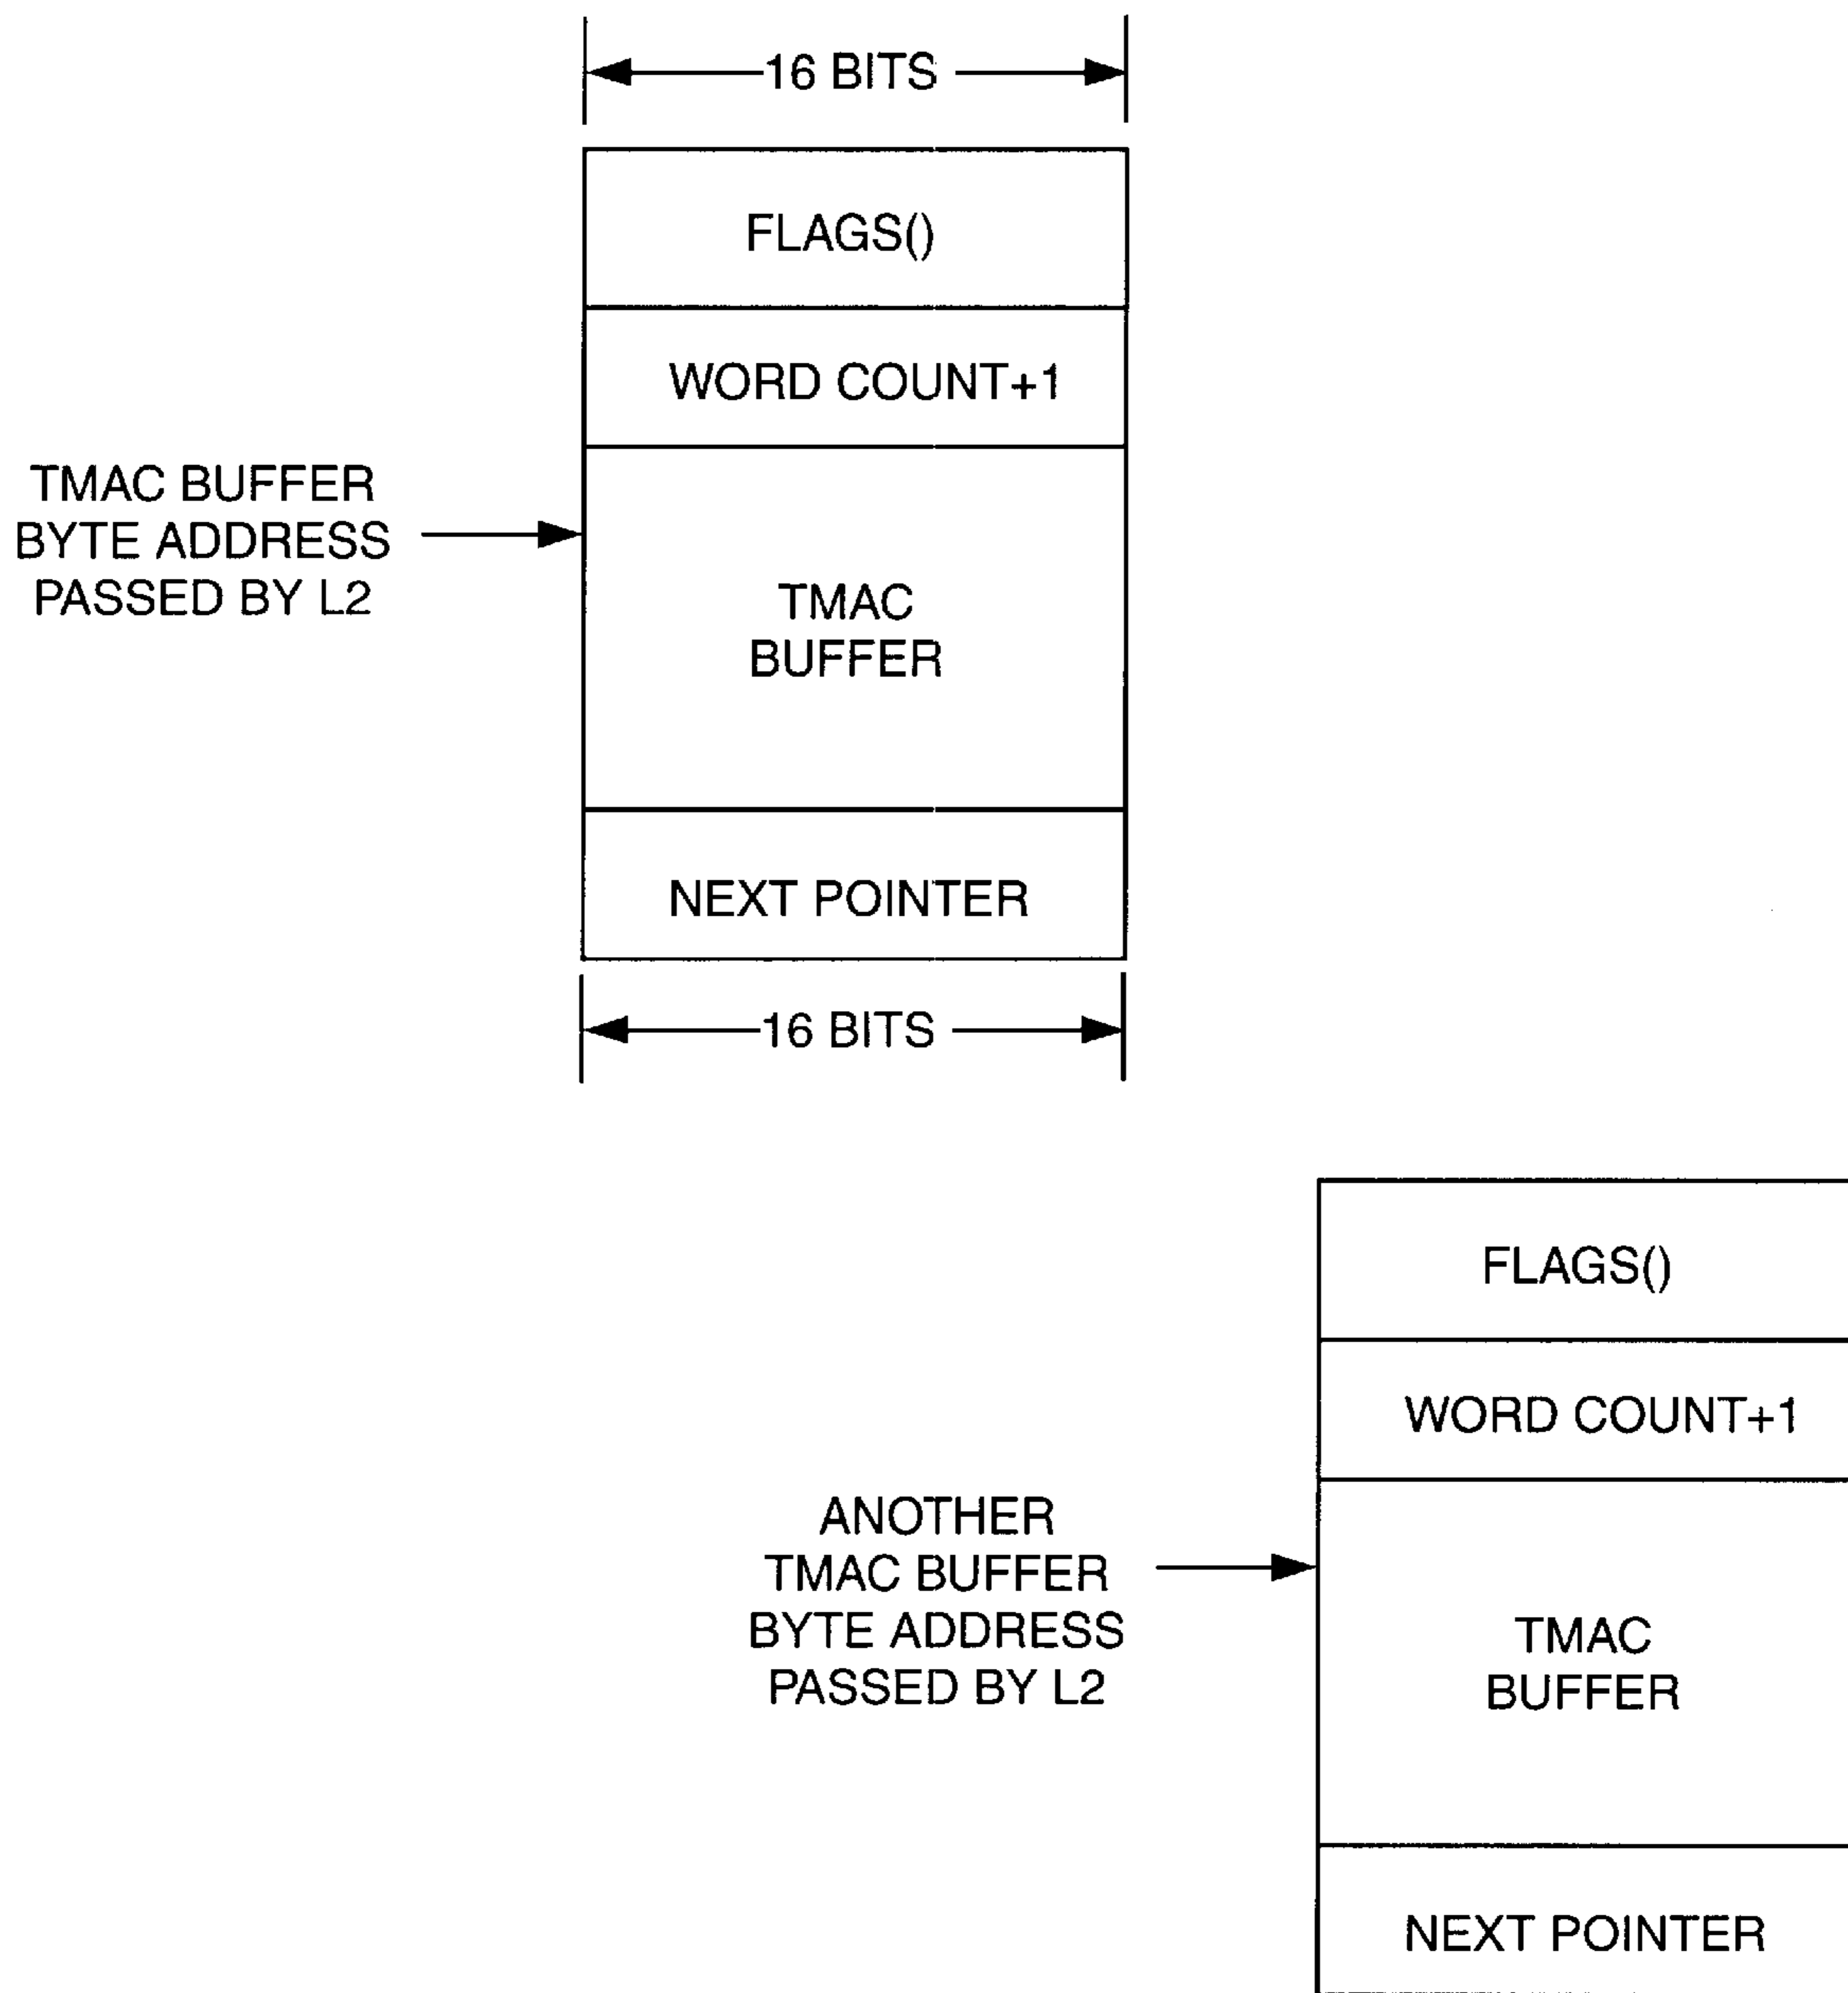 16 BITS
FLAGS()
WORD COUNT+1
TMAC BUFFER
BYTE ADDRESS
PASSED BY L2
TMAC
BUFFER
NEXT POINTER
16 BITS
FLAGS()
WORD COUNT+1
ANOTHER
TMAC BUFFER
BYTE ADDRESS
PASSED BY L2
TMAC
BUFFER
NEXT POINTER